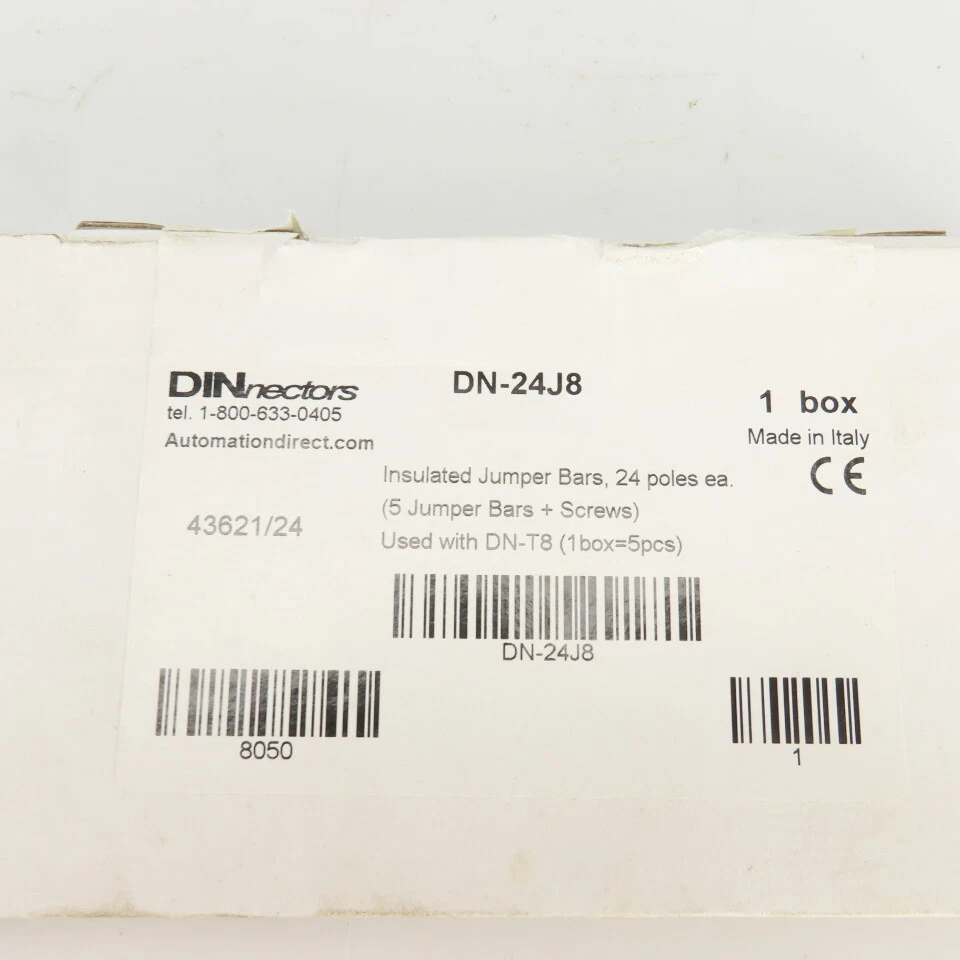 DINnectors
tel. 1-800-633-0405
Automationdirect.com
DN-24J8
1 box
Made in Italy
CE
Insulated Jumper Bars, 24 poles ea.
(5 Jumper Bars + Screws)
Used with DN-T8 (1box=5pcs)
43621/24
DN-24J8
8050
1